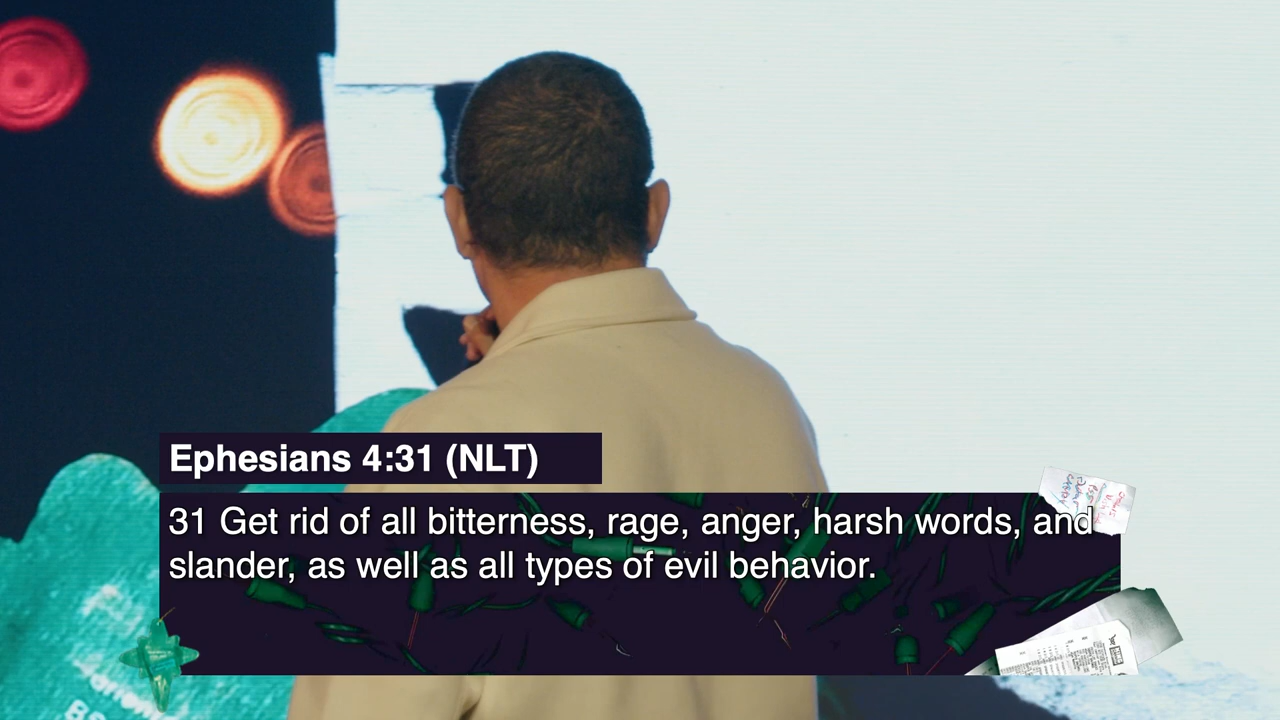 Ephesians 4:31 (NLT)
31 Get rid of all bitterness, rage, anger, harsh words, and
slander, as well as all types of evil behavior.